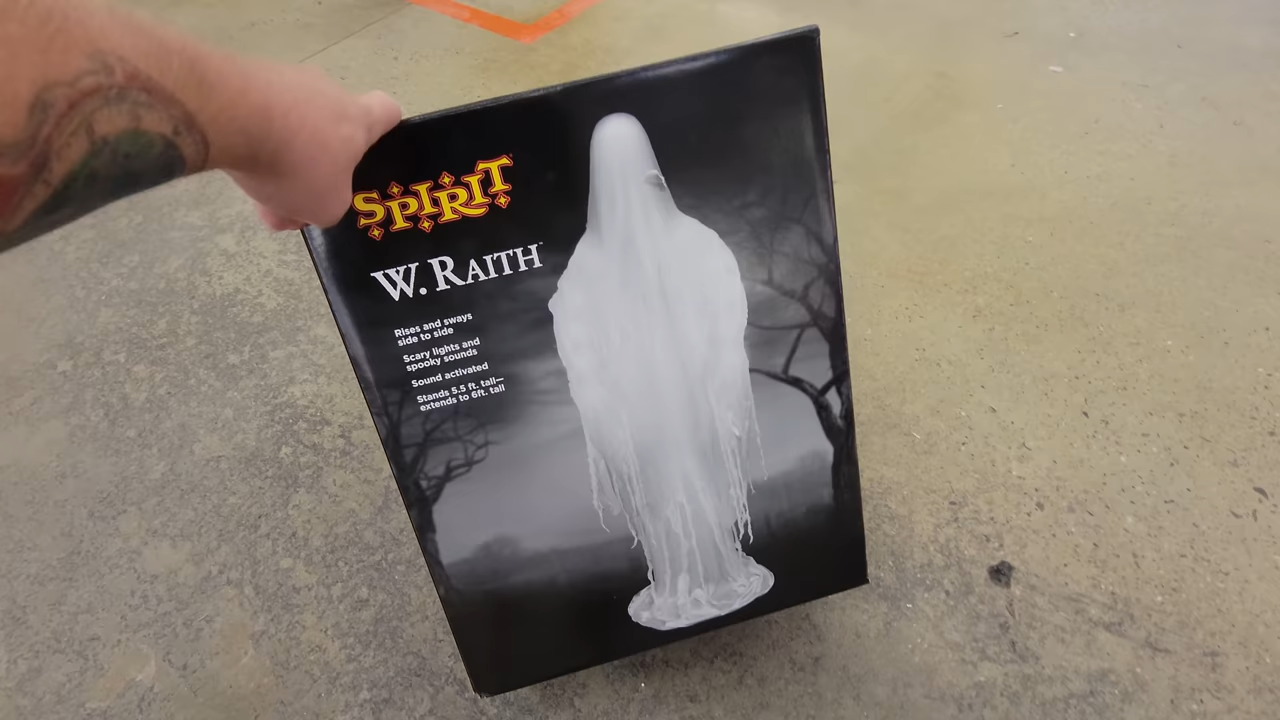 SPIRIT
W. RAITH™
Rises and sways
side to side
Scary lights and
spooky sounds
Sound activated
Stands 5.5 ft. tall—
extends to 6ft. tall